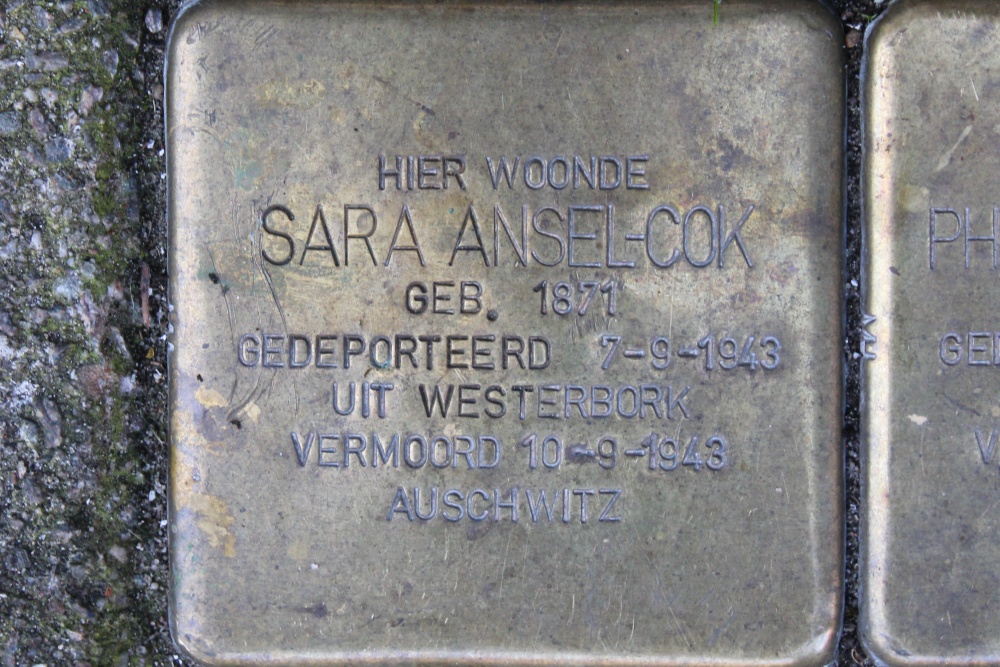 HIER WOONDE
SARA ANSEL-COK
GEB. 1871
GEDEPORTEERD 7-9-1943
UIT WESTERBORK
VERMOORD 10-9-1943
AUSCHWITZ